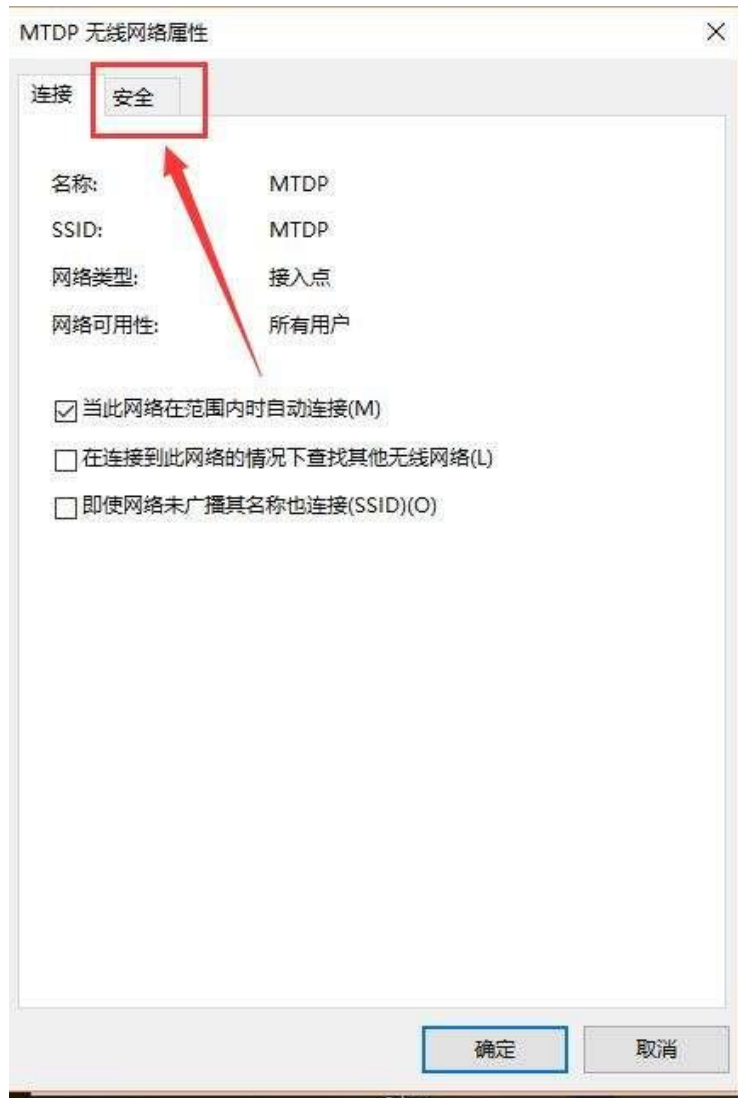 MTDP 无线网络属性
连接 安全
名称: MTDP
SSID: MTDP
网络类型: 接入点
网络可用性: 所有用户
当此网络在范围内时自动连接(M)
在连接到此网络的情况下查找其他无线网络(L)
即使网络未广播其名称也连接(SSID)(O)
确定 取消